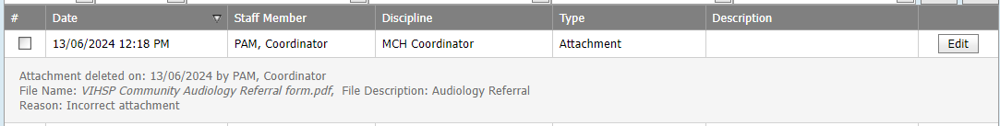 # Date Staff Member Discipline Type Description
13/06/2024 12:18 PM PAM, Coordinator MCH Coordinator Attachment Edit
Attachment deleted on: 13/06/2024 by PAM, Coordinator
File Name: VIHSP Community Audiology Referral form.pdf, File Description: Audiology Referral
Reason: Incorrect attachment